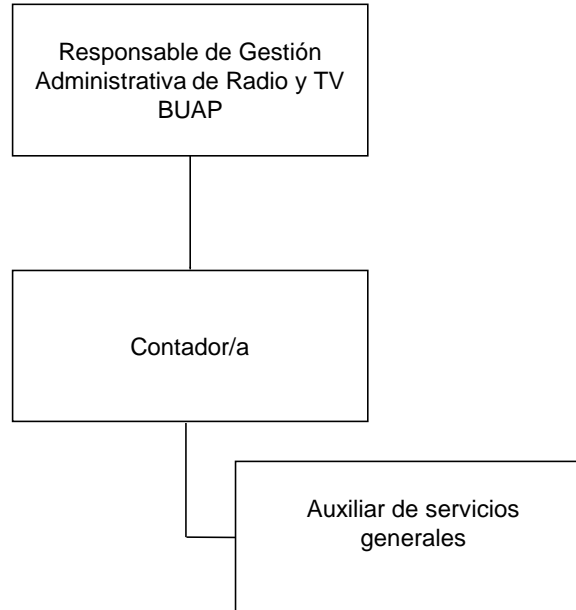 Responsable de Gestión
Administrativa de Radio y TV
BUAP
Contador/a
Auxiliar de servicios
generales